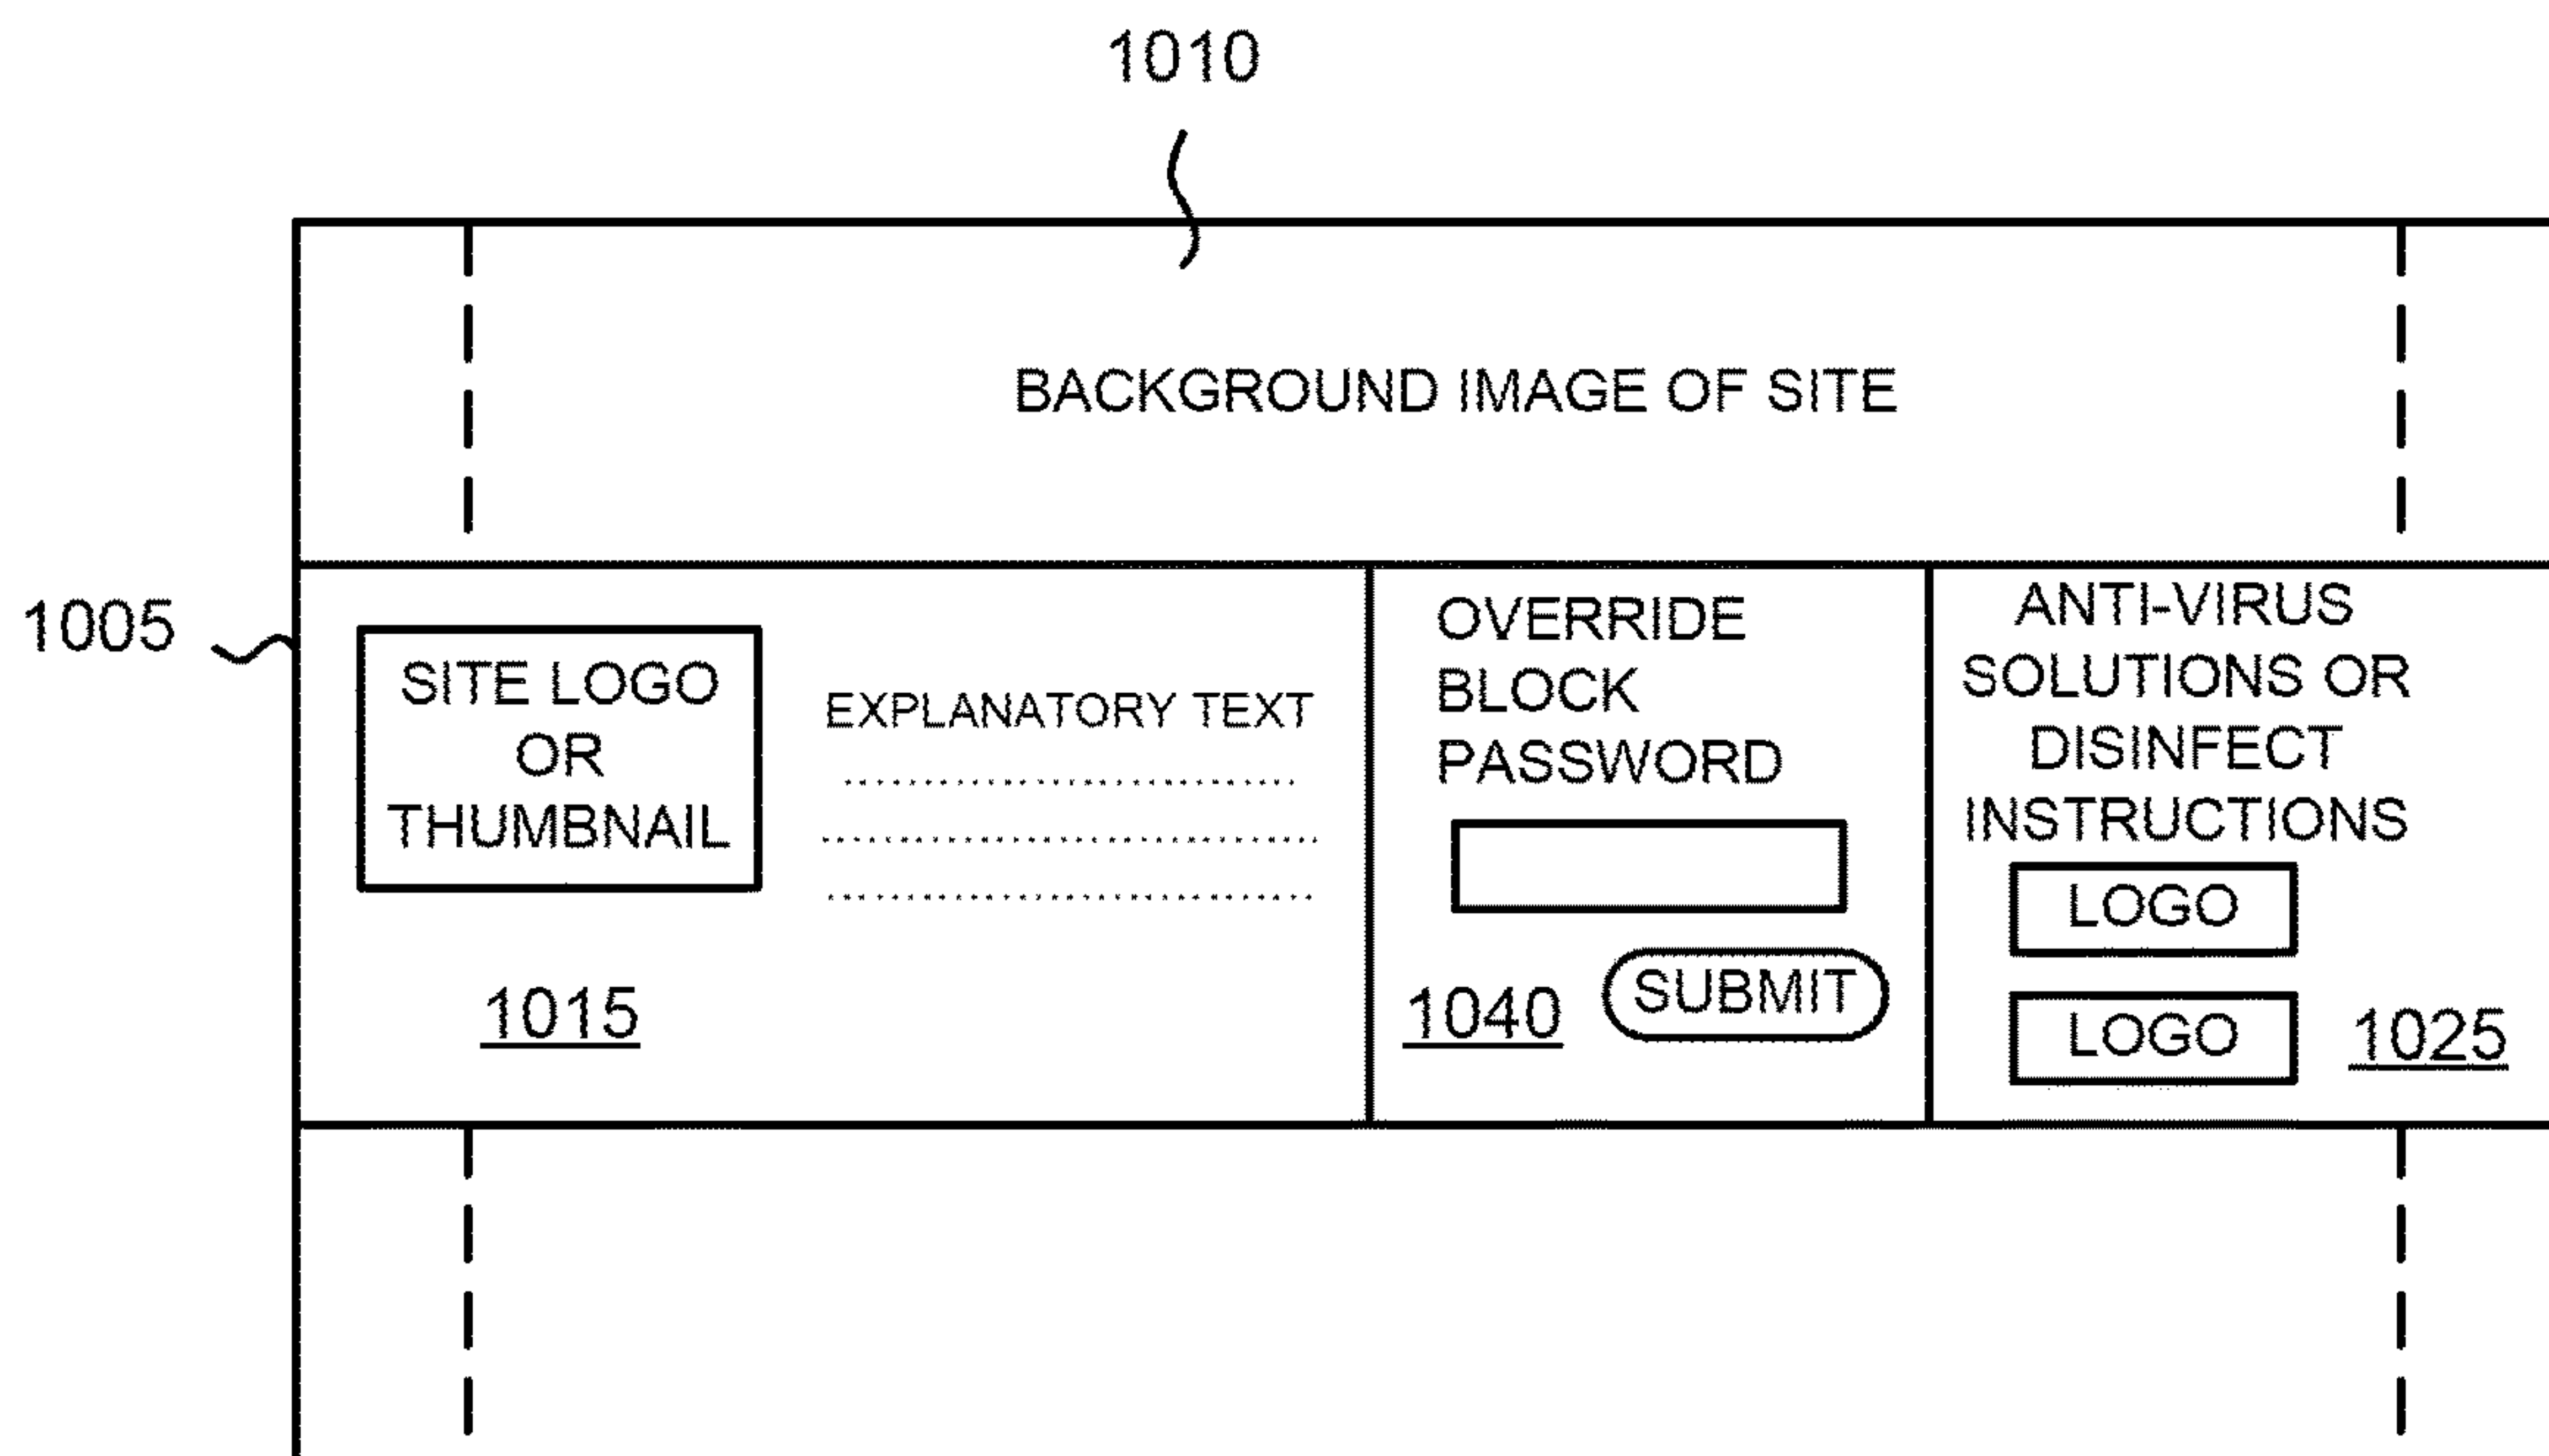 1010
BACKGROUND IMAGE OF SITE
1005
SITE LOGO
OR
THUMBNAIL
EXPLANATORY TEXT
1015
OVERRIDE
BLOCK
PASSWORD
SUBMIT
1040
ANTI-VIRUS
SOLUTIONS OR
DISINFECT
INSTRUCTIONS
LOGO
LOGO
1025